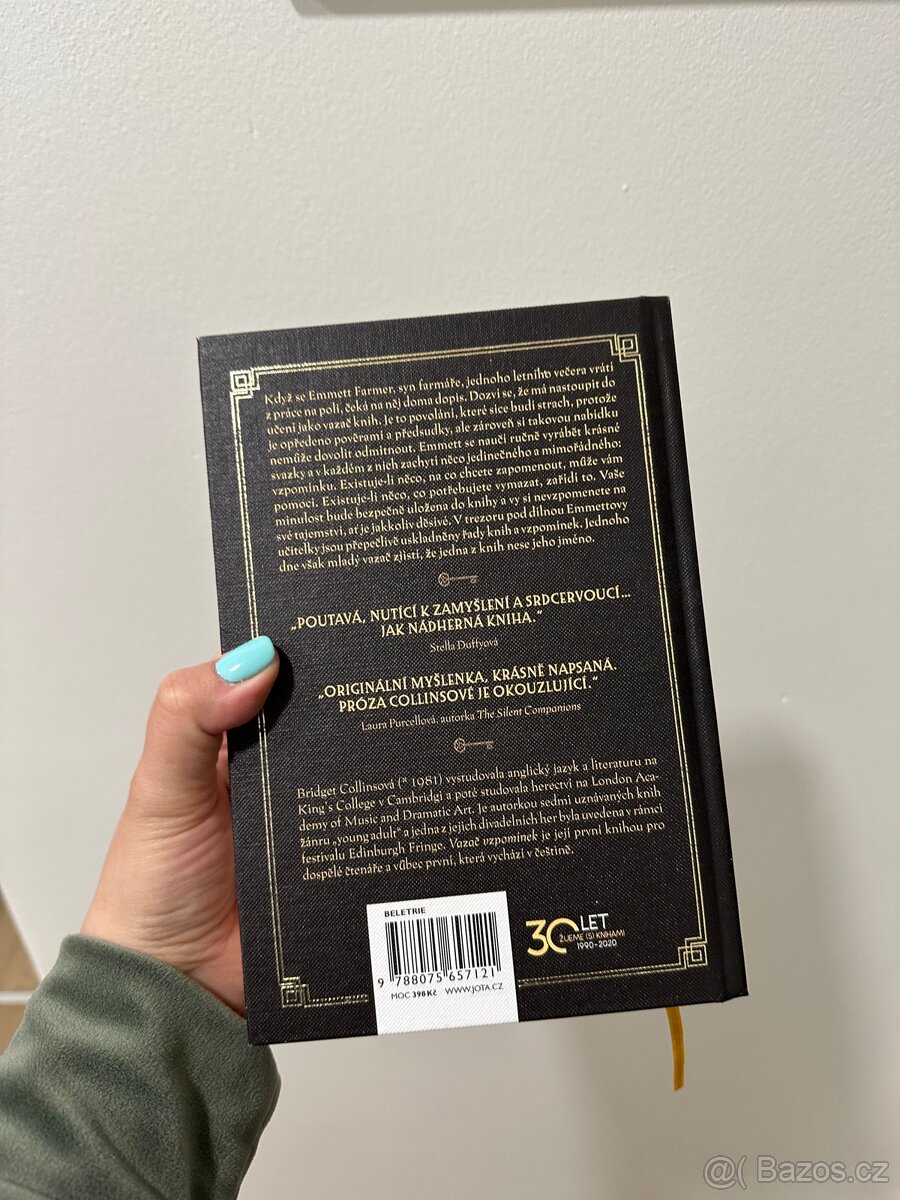 Když se Emmett Farmer, syn farmáře, jednoho letního večera vrátí
z práce na poli, čeká na něj doma dopis. Dozví se, že má nastoupit do
učení jako vazač knih. Je to povolání, které sice budí strach, protože
je opředeno pověrami a předsudky, ale zároveň si takovou nabídku
nemůže dovolit odmítnout. Emmett se naučí ručně vyrábět krásné
svazky a v každém z nich zachytí něco jedinečného a mimořádného:
vzpomínku. Existuje-li něco, na co chcete zapomenout, může vám
pomoci. Existuje-li něco, co potřebujete vymazat, zařídí to. Vaše
minulost bude bezpečně uložena do knihy a vy si nevzpomenete na
své tajemství, ať je jakkoliv děsivé. V trezoru pod dílnou Emmettovy
učitelky jsou přepečlivě uskladněny řady knih a vzpomínek. Jednoho
dne však mladý vazač zjistí, že jedna z knih nese jeho jméno.
„POUTAVÁ, NUTÍCÍ K ZAMYŠLENÍ A SRDCERVOUCÍ...
JAK NÁDHERNÁ KNIHA.“
Stella Duffyová
„ORIGINÁLNÍ MYŠLENKA, KRÁSNĚ NAPSANÁ.
PRÓZA COLLINSOVÉ JE OKOUZLUJÍCÍ.“
Laura Purcellová, autorka The Silent Companions
Bridget Collinsová (* 1981) vystudovala anglický jazyk a literaturu na
King's College v Cambridgi a poté studovala herectví na London Aca-
demy of Music and Dramatic Art. Je autorkou sedmi uznávaných knih
žánru „young adult“ a jedna z jejích divadelních her byla uvedena v rámci
festivalu Edinburgh Fringe. Vazač vzpomínek je její první knihou pro
dospělé čtenáře a vůbec první, která vychází v češtině.
BELETRIE
9 788075 657121
MOC 398 Kč WWW.JOTA.CZ
30 LET
ŽIJEME (S) KNIHAMI
1990-2020
@( Bazos.cz